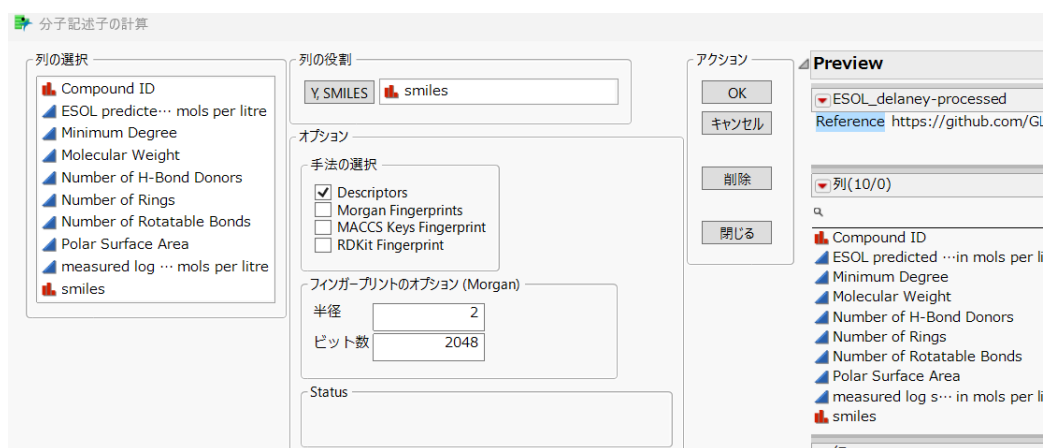 分子記述子の計算
列の選択
Compound ID
ESOL predicte··· mols per litre
Minimum Degree
Molecular Weight
Number of H-Bond Donors
Number of Rings
Number of Rotatable Bonds
Polar Surface Area
measured log ··· mols per litre
smiles
列の役割
Y, SMILES
smiles
オプション
手法の選択
Descriptors
Morgan Fingerprints
MACCS Keys Fingerprint
RDKit Fingerprint
フィンガープリントのオプション (Morgan)
半径 2
ビット数 2048
Status
アクション
OK
キャンセル
削除
閉じる
Preview
ESOL_delaney-processed
Reference https://github.com/GL
列(10/0)
Compound ID
ESOL predicted ···in mols per li
Minimum Degree
Molecular Weight
Number of H-Bond Donors
Number of Rings
Number of Rotatable Bonds
Polar Surface Area
measured log s··· in mols per li
smiles